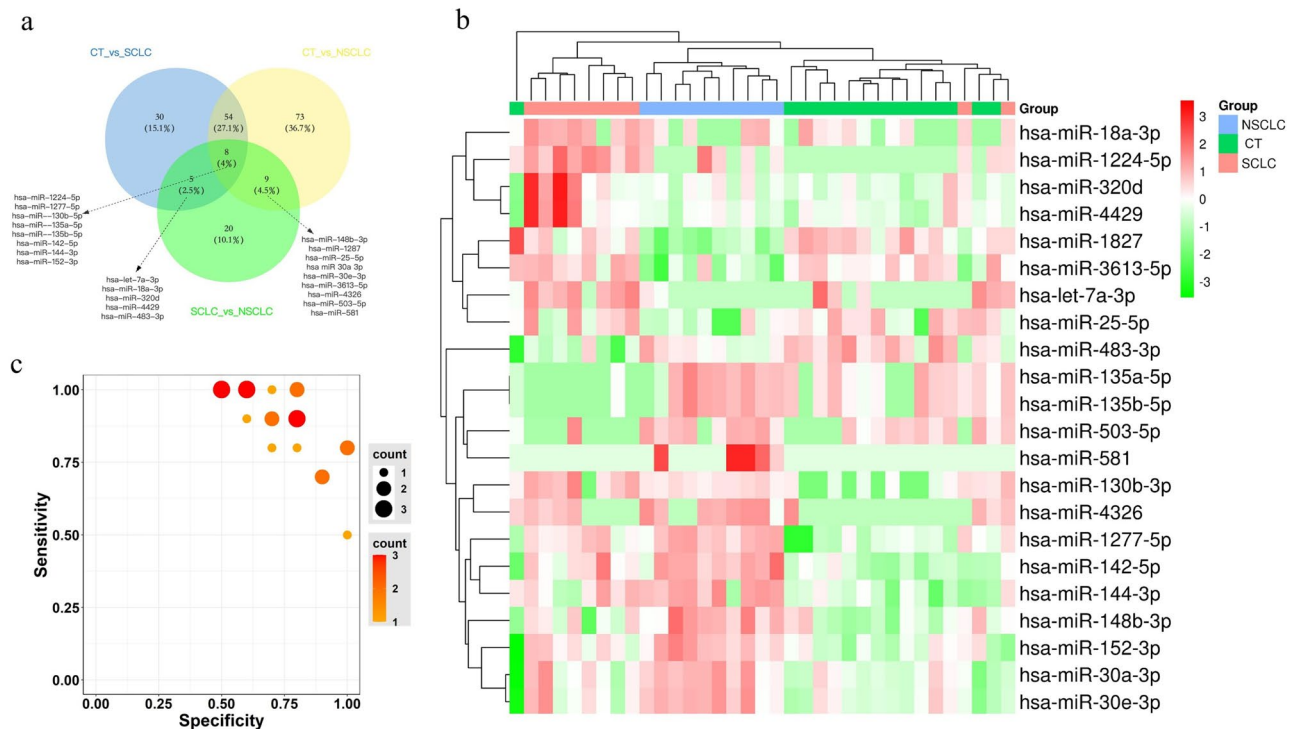 a
CT_vs_SCLC
CT_vs_NSCLC
30
(15.1%)
54
(27.1%)
73
(36.7%)
8
(4%)
5
(2.5%)
9
(4.5%)
20
(10.1%)
hsa-miR-1224-5p
hsa-miR-1277-5p
hsa-miR--130b-5p
hsa-miR--135a-5p
hsa-miR--135b-5p
hsa-miR-142-5p
hsa-miR-144-3p
hsa-miR-152-3p
hsa-let-7a-3p
hsa-miR-18a-3p
hsa-miR-320d
hsa-miR-4429
hsa-miR-483-3p
hsa-miR-148b-3p
hsa-miR-1287
hsa-miR-25-5p
hsa miR 30a 3p
hsa-miR-30e-3p
hsa-miR-3613-5p
hsa-miR-4326
hsa-miR-503-5p
hsa-miR-581
SCLC_vs_NSCLC
b
Group
hsa-miR-18a-3p
hsa-miR-1224-5p
hsa-miR-320d
hsa-miR-4429
hsa-miR-1827
hsa-miR-3613-5p
hsa-let-7a-3p
hsa-miR-25-5p
hsa-miR-483-3p
hsa-miR-135a-5p
hsa-miR-135b-5p
hsa-miR-503-5p
hsa-miR-581
hsa-miR-130b-3p
hsa-miR-4326
hsa-miR-1277-5p
hsa-miR-142-5p
hsa-miR-144-3p
hsa-miR-148b-3p
hsa-miR-152-3p
hsa-miR-30a-3p
hsa-miR-30e-3p
3
2
1
0
-1
-2
-3
Group
NSCLC
CT
SCLC
c
1.00
0.75
0.50
0.25
0.00
Sensitivity
0.00
0.25
0.50
0.75
1.00
Specificity
count
1
2
3
count
3
2
1